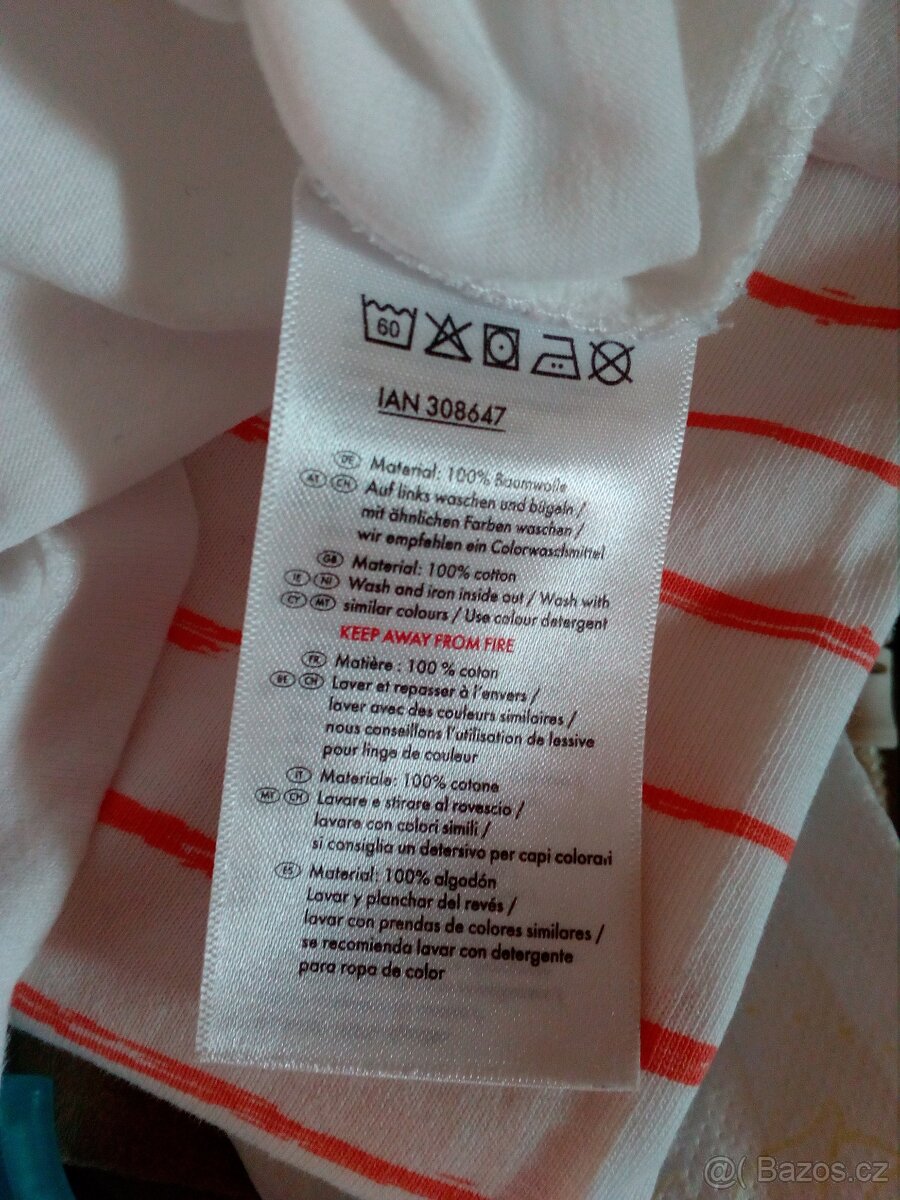 60
IAN 308647
DE Material: 100% Baumwolle
AT CH Auf links waschen und bügeln /
mit ähnlichen Farben waschen /
wir empfehlen ein Colorwaschmittel
GB Material: 100% cotton
IE NI Wash and iron inside out / Wash with
CY MT similar colours / Use colour detergent
KEEP AWAY FROM FIRE
FR Matière : 100 % coton
BE CH Laver et repasser à l'envers /
laver avec des couleurs similaires /
nous conseillons l'utilisation de lessive
pour linge de couleur
IT Materiale: 100% cotone
MT CH Lavare e stirare al rovescio /
lavare con colori simili /
si consiglia un detersivo per capi colorati
ES Material: 100% algodón
Lavar y planchar del revés /
lavar con prendas de colores similares /
se recomienda lavar con detergente
para ropa de color
@( Bazos.cz